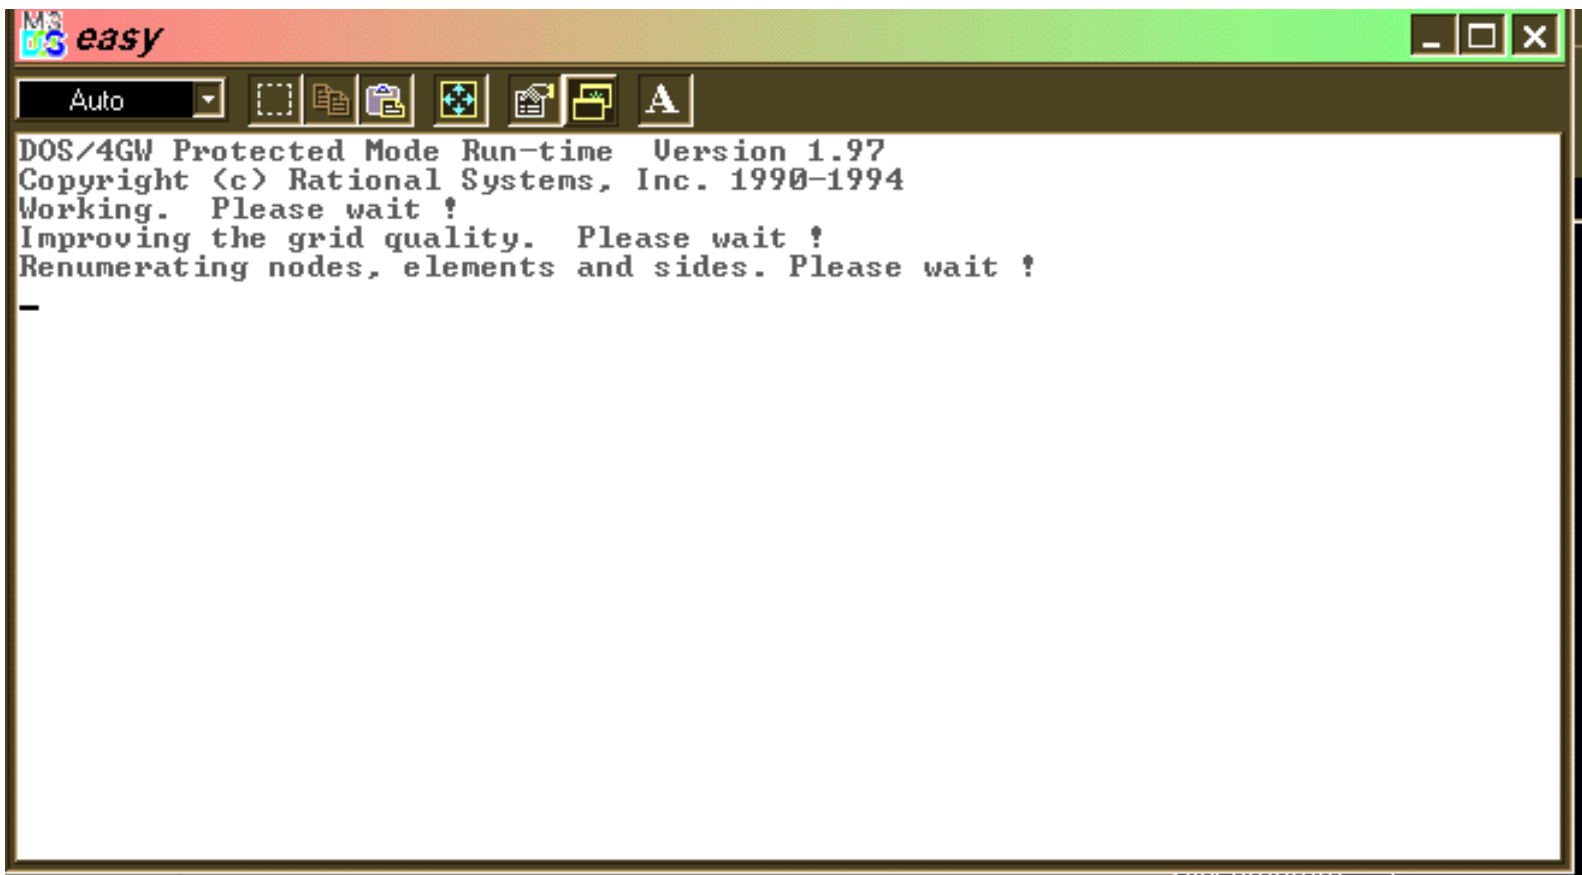 easy
Auto
A
DOS/4GW Protected Mode Run-time  Version 1.97
Copyright (c) Rational Systems, Inc. 1990-1994
Working.  Please wait !
Improving the grid quality.  Please wait !
Renumerating nodes, elements and sides. Please wait !